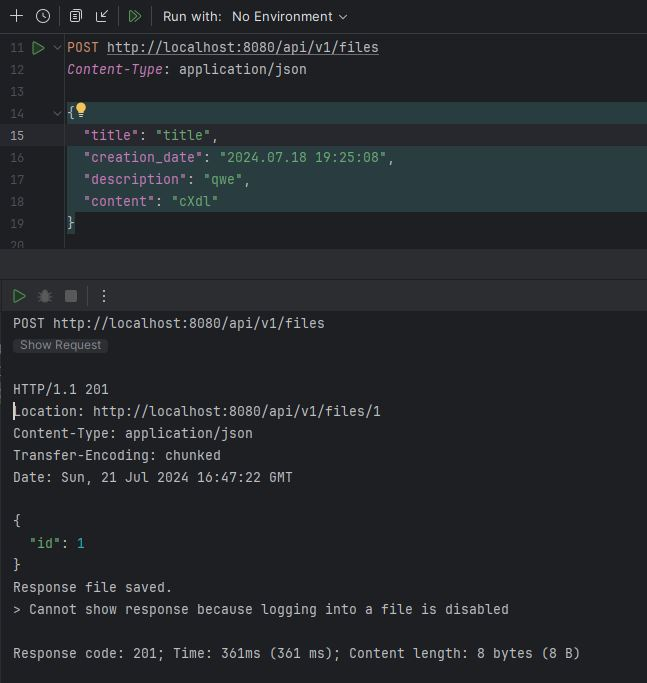 Run with: No Environment
11 POST http://localhost:8080/api/v1/files
12 Content-Type: application/json
13
14 {
15 "title": "title",
16 "creation_date": "2024.07.18 19:25:08",
17 "description": "qwe",
18 "content": "cXdl"
19 }
20
POST http://localhost:8080/api/v1/files
Show Request
HTTP/1.1 201
Location: http://localhost:8080/api/v1/files/1
Content-Type: application/json
Transfer-Encoding: chunked
Date: Sun, 21 Jul 2024 16:47:22 GMT
{
"id": 1
}
Response file saved.
> Cannot show response because logging into a file is disabled
Response code: 201; Time: 361ms (361 ms); Content length: 8 bytes (8 B)